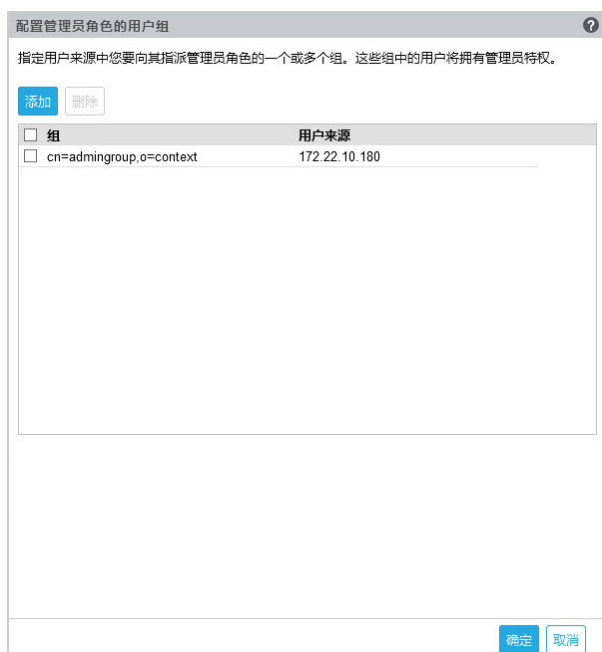 配置管理员角色的用户组
指定用户来源中您要向其指派管理员角色的一个或多个组。这些组中的用户将拥有管理员特权。
添加 删除
组 用户来源
cn=admingroup,o=context 172.22.10.180
确定 取消